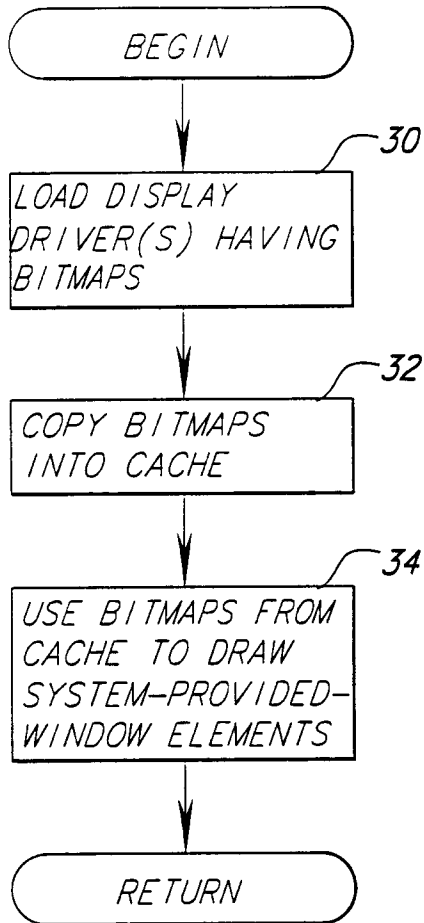 BEGIN
30
LOAD DISPLAY
DRIVER(S) HAVING
BITMAPS
32
COPY BITMAPS
INTO CACHE
34
USE BITMAPS FROM
CACHE TO DRAW
SYSTEM-PROVIDED-
WINDOW ELEMENTS
RETURN